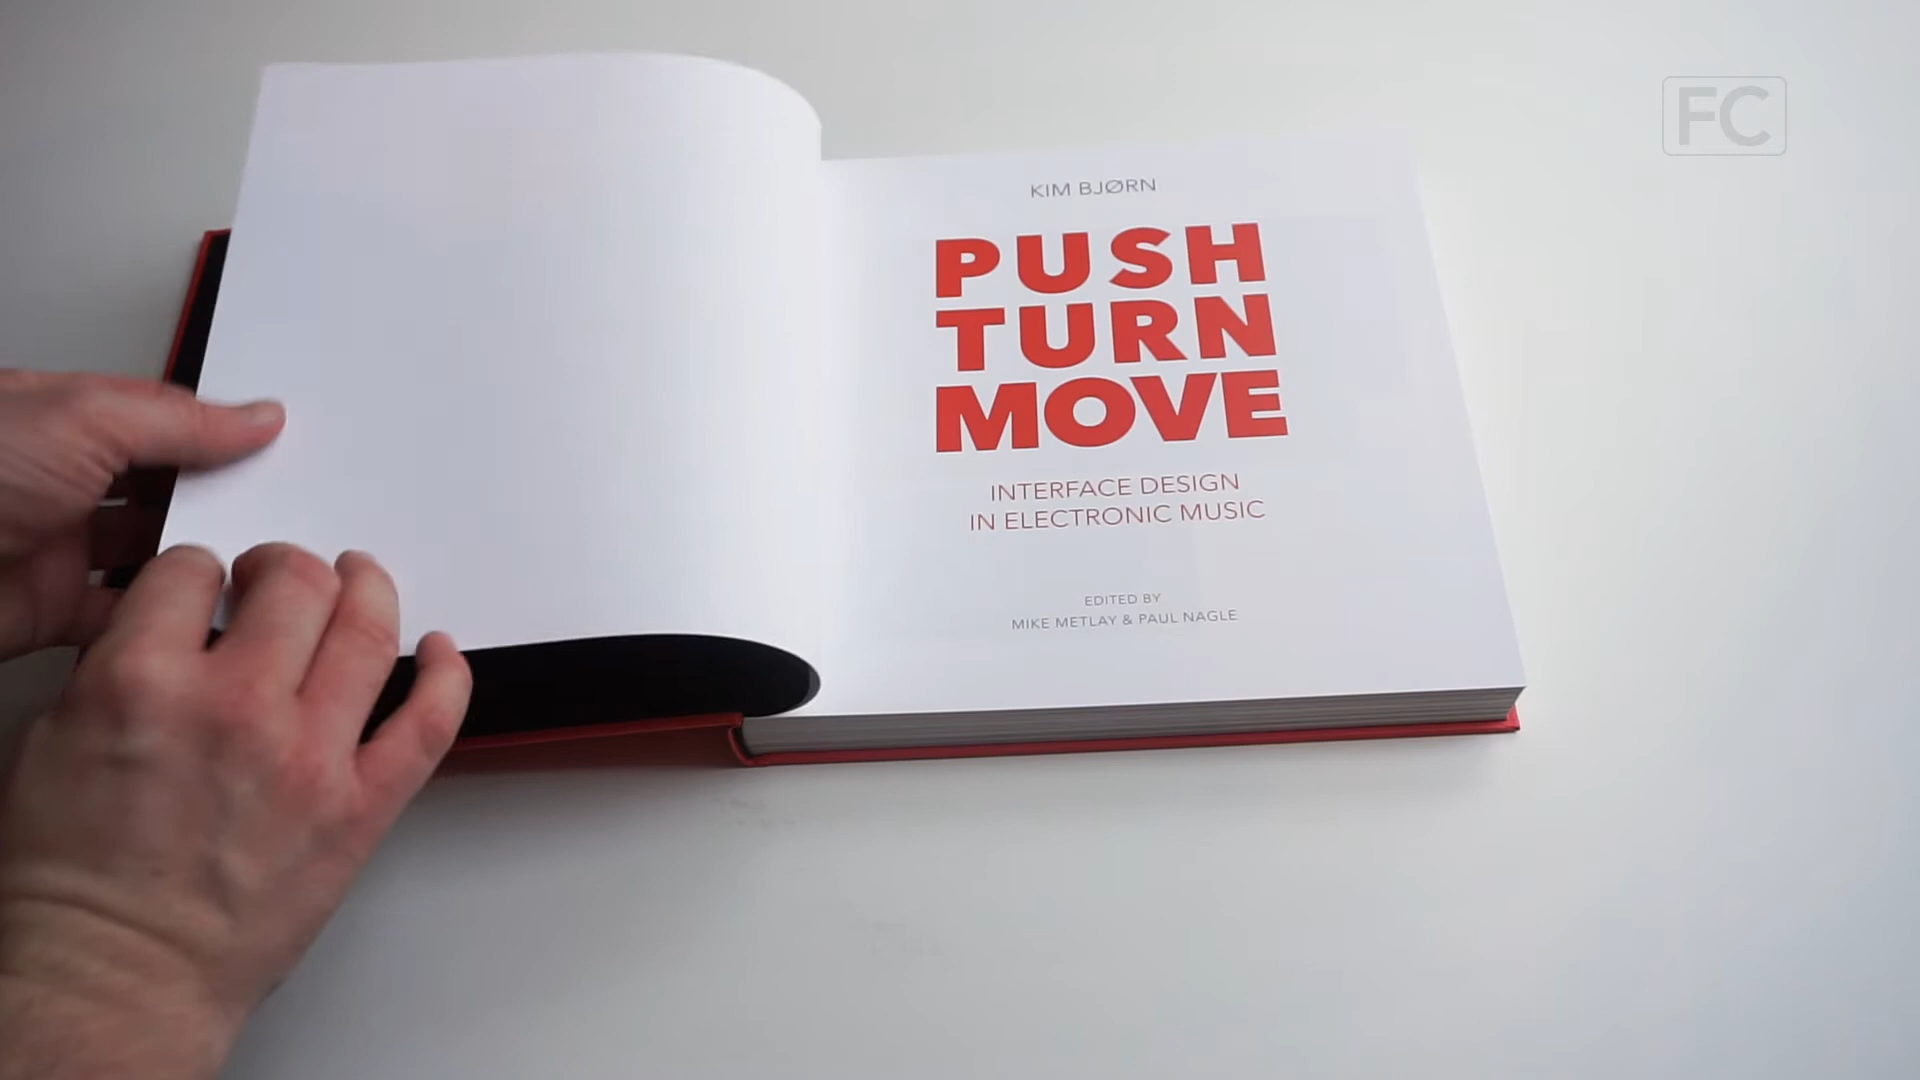 FC
KIM BJØRN
PUSH
TURN
MOVE
INTERFACE DESIGN
IN ELECTRONIC MUSIC
EDITED BY
MIKE METLAY & PAUL NAGLE